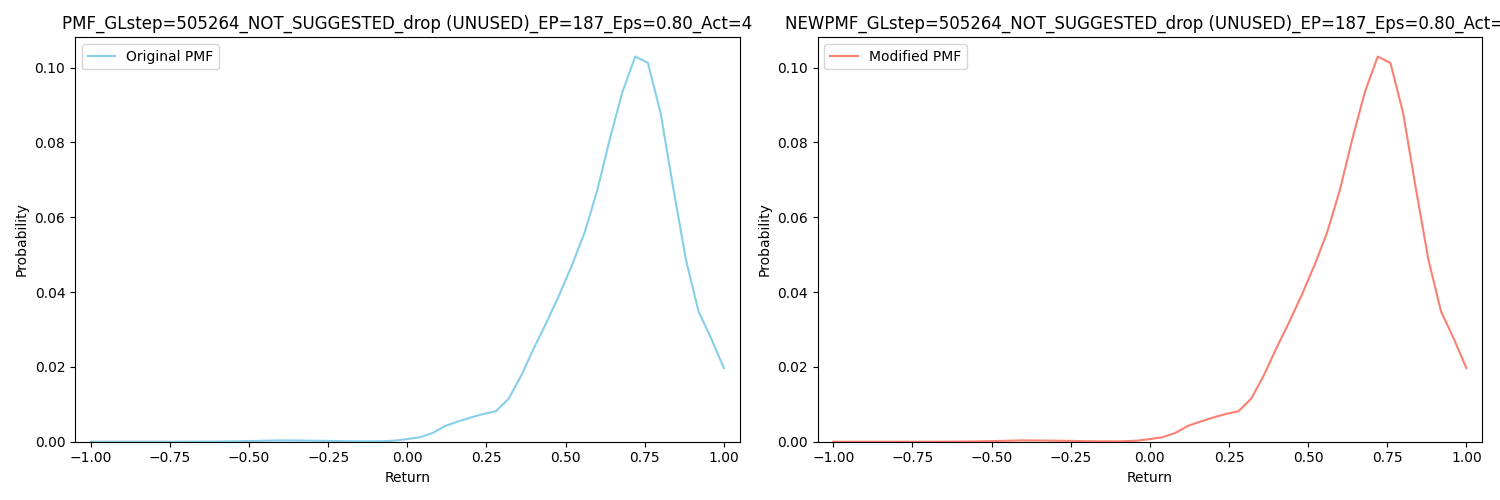 PMF_GLstep=505264_NOT_SUGGESTED_drop (UNUSED)_EP=187_Eps=0.80_Act=4
Original PMF
Probability
0.10
0.08
0.06
0.04
0.02
0.00
−1.00 −0.75 −0.50 −0.25 0.00 0.25 0.50 0.75 1.00
Return
NEWPMF_GLstep=505264_NOT_SUGGESTED_drop (UNUSED)_EP=187_Eps=0.80_Act=
Modified PMF
Probability
0.10
0.08
0.06
0.04
0.02
0.00
−1.00 −0.75 −0.50 −0.25 0.00 0.25 0.50 0.75 1.00
Return